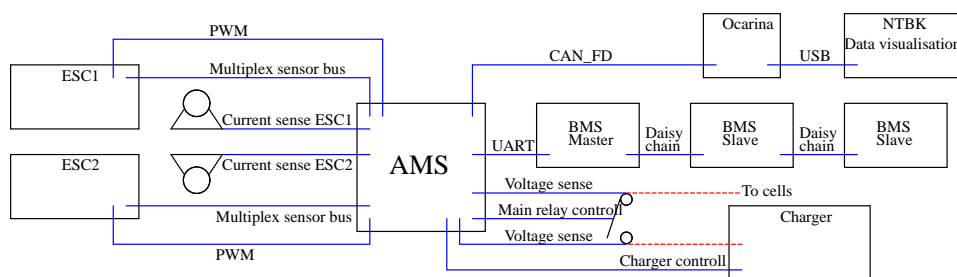 PWM
ESC1
Multiplex sensor bus
Current sense ESC1
ESC2
Current sense ESC2
Multiplex sensor bus
PWM
AMS
CAN_FD
Ocarina
USB
NTBK
Data visualisation
UART
BMS
Master
Daisy
chain
BMS
Slave
Daisy
chain
BMS
Slave
Voltage sense
To cells
Main relay controll
Voltage sense
Charger
Charger controll